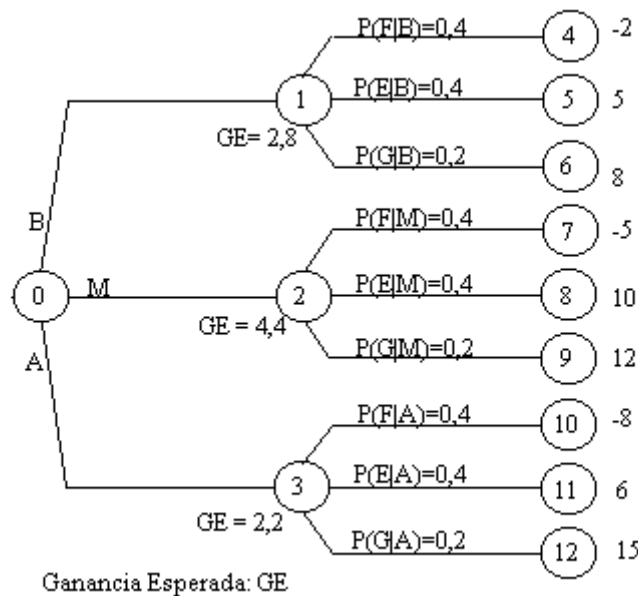 P(F|B)=0,4 4 -2
P(E|B)=0,4 5 5
1
GE= 2,8
P(G|B)=0,2 6 8
B
P(F|M)=0,4 7 -5
0 M 2 P(E|M)=0,4 8 10
GE = 4,4
P(G|M)=0,2 9 12
A
P(F|A)=0,4 10 -8
3 P(E|A)=0,4 11 6
GE = 2,2
P(G|A)=0,2 12 15
Ganancia Esperada: GE